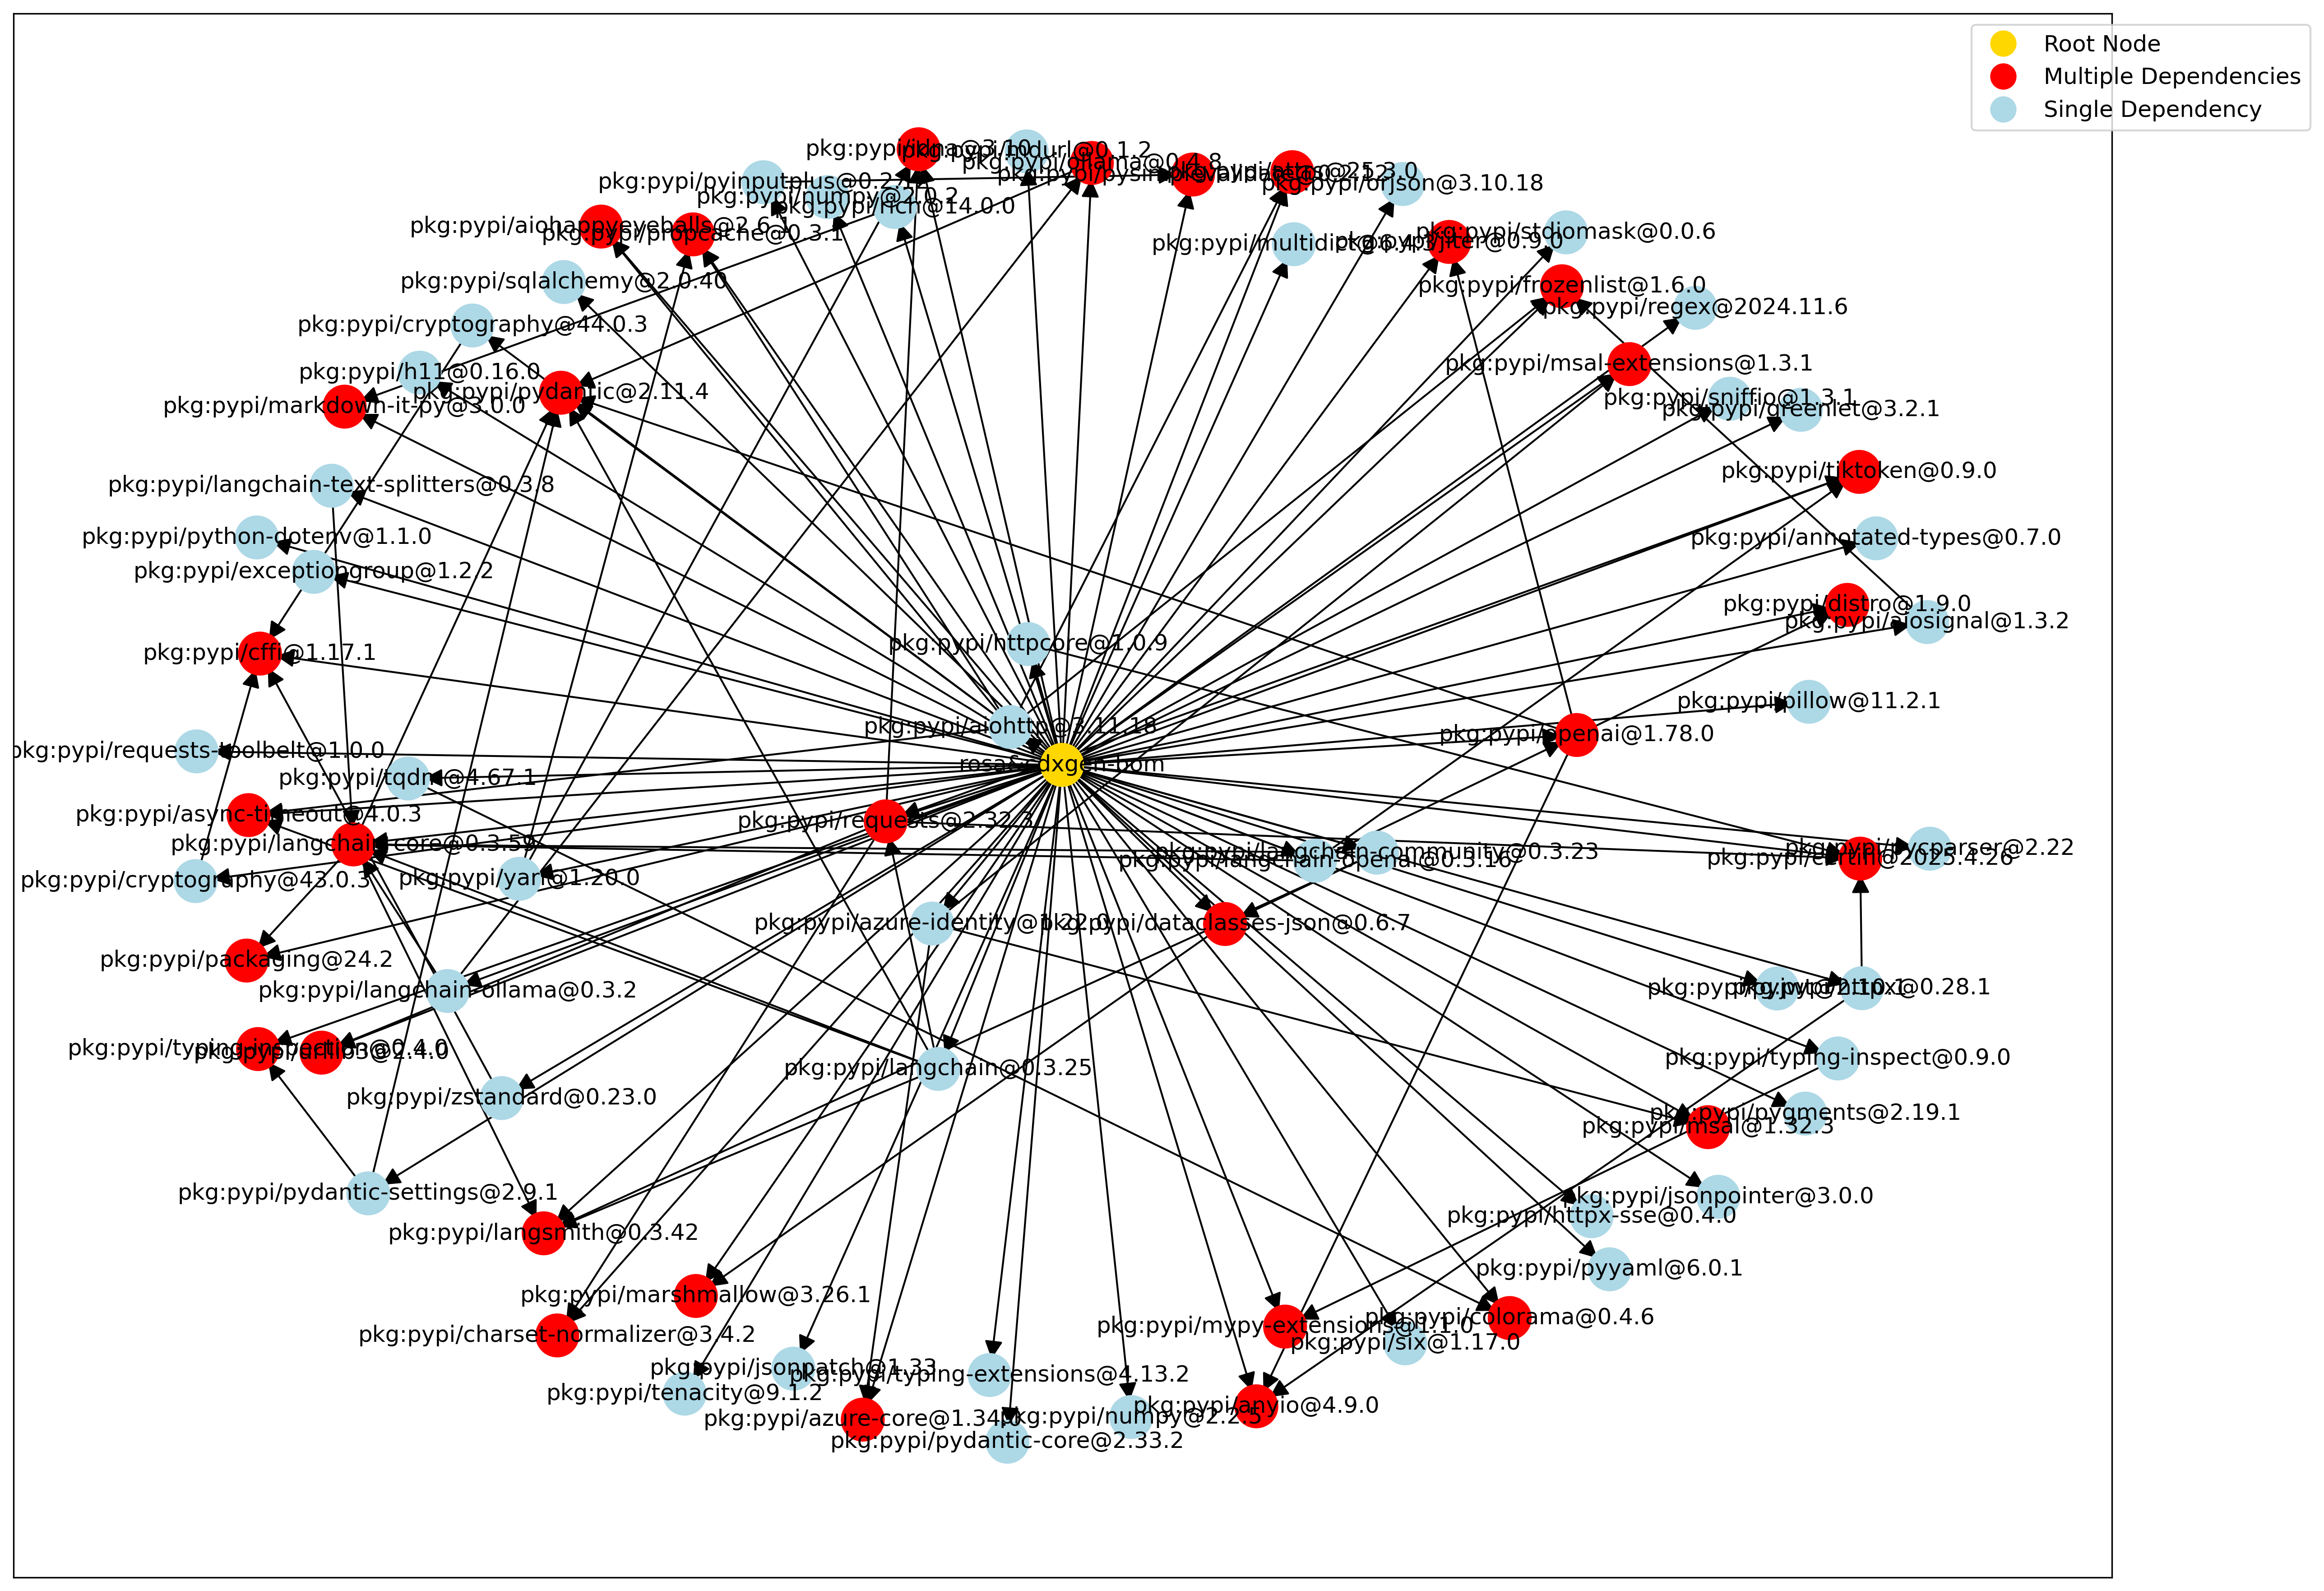 Root Node
Multiple Dependencies
Single Dependency
pkg:pypi/idna@3.10
pkg:pypi/mdurl@0.1.2
pkg:pypi/ollama@0.4.8
pkg:pypi/attrs@25.3.0
pkg:pypi/pysimplevalidate@0.2.12
pkg:pypi/pyinputplus@0.2.12
pkg:pypi/orjson@3.10.18
pkg:pypi/numpy@2.0.2
pkg:pypi/rich@14.0.0
pkg:pypi/aiohappyeyeballs@2.6.1
pkg:pypi/propcache@0.3.1
pkg:pypi/stdiomask@0.0.6
pkg:pypi/multidict@6.4.3
pkg:pypi/jiter@0.9.0
pkg:pypi/sqlalchemy@2.0.40
pkg:pypi/frozenlist@1.6.0
pkg:pypi/regex@2024.11.6
pkg:pypi/cryptography@44.0.3
pkg:pypi/msal-extensions@1.3.1
pkg:pypi/h11@0.16.0
pkg:pypi/pydantic@2.11.4
pkg:pypi/sniffio@1.3.1
pkg:pypi/markdown-it-py@3.0.0
pkg:pypi/greenlet@3.2.1
pkg:pypi/tiktoken@0.9.0
pkg:pypi/langchain-text-splitters@0.3.8
pkg:pypi/python-dotenv@1.1.0
pkg:pypi/annotated-types@0.7.0
pkg:pypi/exceptiongroup@1.2.2
pkg:pypi/distro@1.9.0
pkg:pypi/aiosignal@1.3.2
pkg:pypi/httpcore@1.0.9
pkg:pypi/cffi@1.17.1
pkg:pypi/pillow@11.2.1
pkg:pypi/aiohttp@3.11.18
pkg:pypi/openai@1.78.0
pkg:pypi/requests-toolbelt@1.0.0
rosa&cdxgen-bom
pkg:pypi/tqdm@4.67.1
pkg:pypi/async-timeout@4.0.3
pkg:pypi/requests@2.32.3
pkg:pypi/langchain-core@0.3.59
pkg:pypi/langchain-community@0.3.23
pkg:pypi/langchain-openai@0.3.16
pkg:pypi/pycparser@2.22
pkg:pypi/certifi@2025.4.26
pkg:pypi/cryptography@43.0.3
pkg:pypi/yarl@1.20.0
pkg:pypi/azure-identity@1.22.0
pkg:pypi/dataclasses-json@0.6.7
pkg:pypi/packaging@24.2
pkg:pypi/langchain-ollama@0.3.2
pkg:pypi/pyjwt@2.10.1
pkg:pypi/httpx@0.28.1
pkg:pypi/typing-inspection@0.4.0
pkg:pypi/urllib3@2.4.0
pkg:pypi/typing-inspect@0.9.0
pkg:pypi/langchain@0.3.25
pkg:pypi/zstandard@0.23.0
pkg:pypi/pygments@2.19.1
pkg:pypi/msal@1.32.3
pkg:pypi/pydantic-settings@2.9.1
pkg:pypi/jsonpointer@3.0.0
pkg:pypi/httpx-sse@0.4.0
pkg:pypi/langsmith@0.3.42
pkg:pypi/pyyaml@6.0.1
pkg:pypi/marshmallow@3.26.1
pkg:pypi/colorama@0.4.6
pkg:pypi/mypy-extensions@1.1.0
pkg:pypi/charset-normalizer@3.4.2
pkg:pypi/six@1.17.0
pkg:pypi/jsonpatch@1.33
pkg:pypi/typing-extensions@4.13.2
pkg:pypi/tenacity@9.1.2
pkg:pypi/anyio@4.9.0
pkg:pypi/azure-core@1.34.0
pkg:pypi/numpy@2.2.5
pkg:pypi/pydantic-core@2.33.2